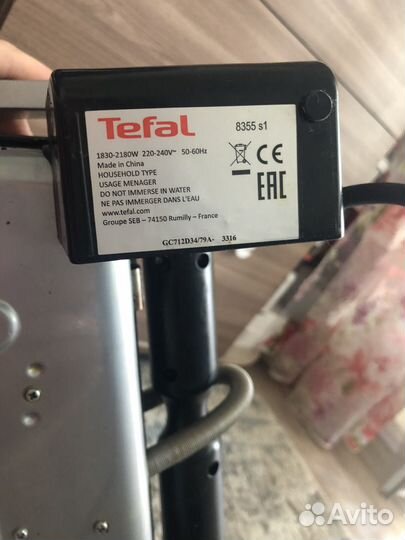 Tefal
8355 s1
1830-2180W 220-240V~ 50-60Hz
Made in China
HOUSEHOLD TYPE
USAGE MENAGER
DO NOT IMMERSE IN WATER
NE PAS IMMERGER DANS L'EAU
www.tefal.com
Groupe SEB – 74150 Rumilly – France
CE
EAC
GC712D34/79A- 3316
Avito